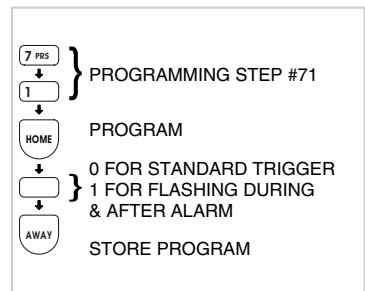 7 PRS
1
PROGRAMMING STEP #71
HOME
PROGRAM
0 FOR STANDARD TRIGGER
1 FOR FLASHING DURING
& AFTER ALARM
AWAY
STORE PROGRAM